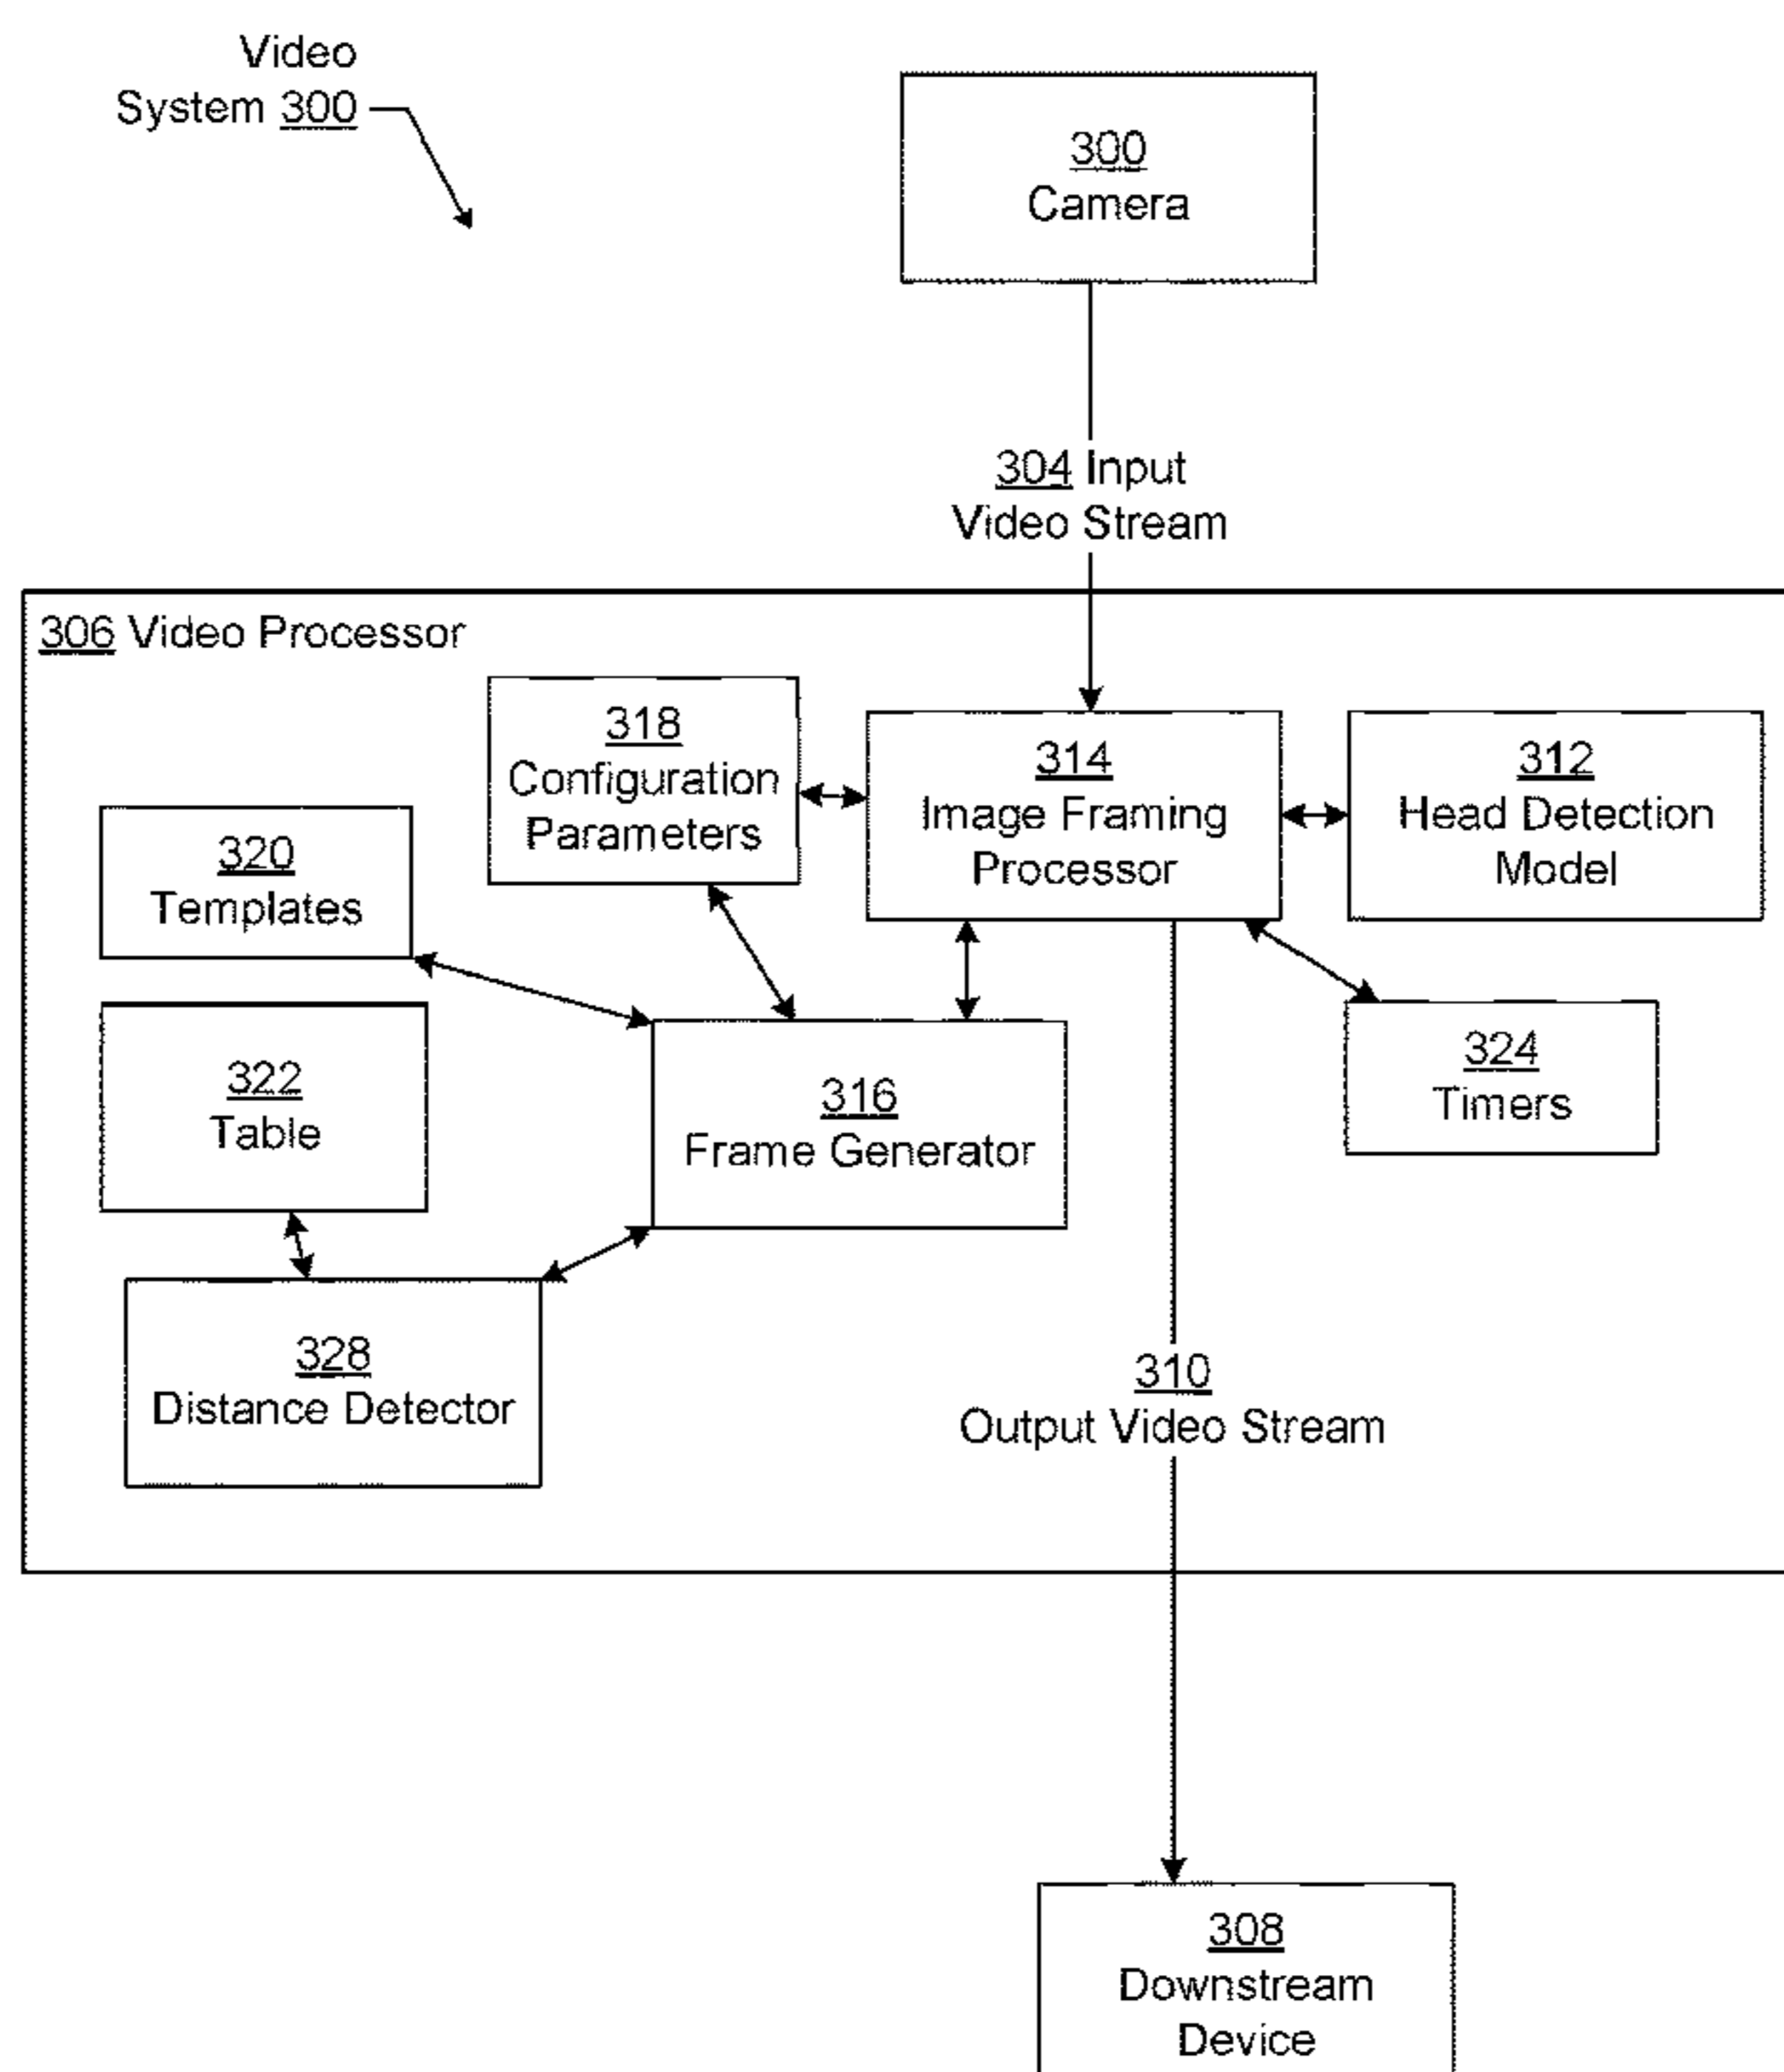 Video
System 300
300
Camera
304 Input
Video Stream
306 Video Processor
318
Configuration
Parameters
314
Image Framing
Processor
312
Head Detection
Model
320
Templates
322
Table
316
Frame Generator
324
Timers
328
Distance Detector
310
Output Video Stream
308
Downstream
Device